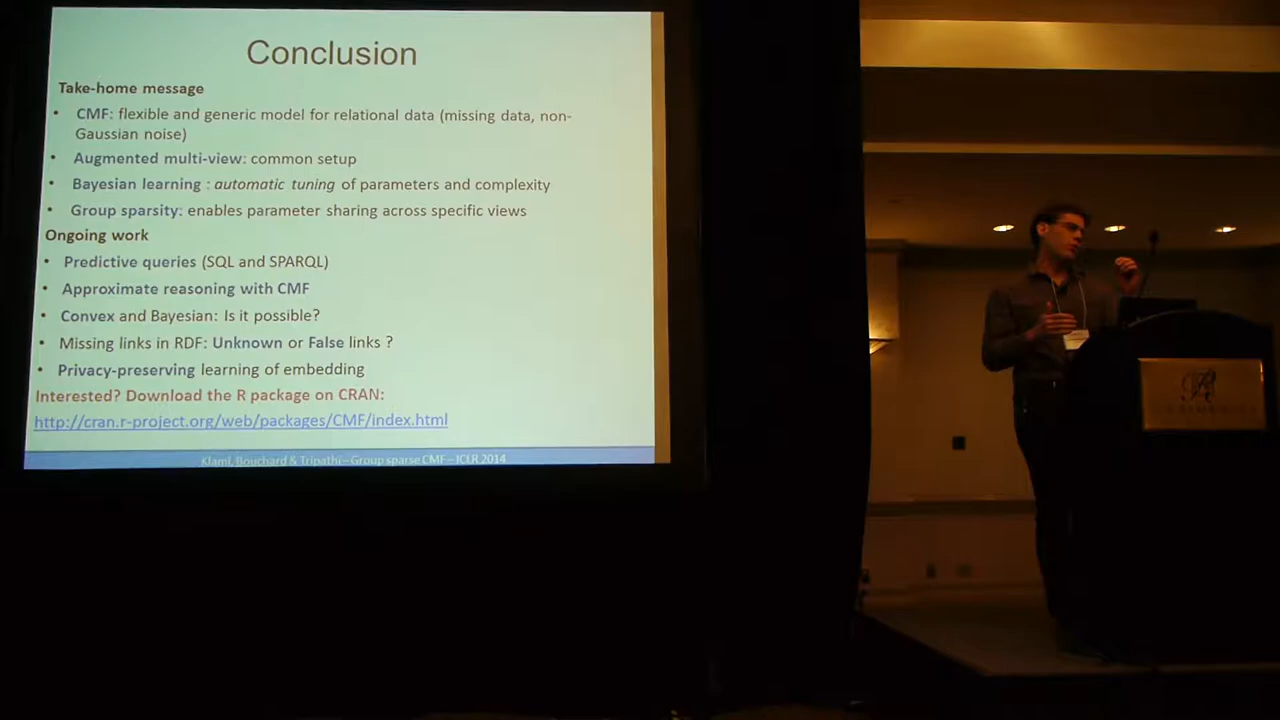 Conclusion
Take-home message
• CMF: flexible and generic model for relational data (missing data, non-
Gaussian noise)
• Augmented multi-view: common setup
• Bayesian learning : automatic tuning of parameters and complexity
• Group sparsity: enables parameter sharing across specific views
Ongoing work
• Predictive queries (SQL and SPARQL)
• Approximate reasoning with CMF
• Convex and Bayesian: Is it possible?
• Missing links in RDF: Unknown or False links ?
• Privacy-preserving learning of embedding
Interested? Download the R package on CRAN:
http://cran.r-project.org/web/packages/CMF/index.html
Klami, Bouchard & Tripathi – Group sparse CMF – ICLR 2014